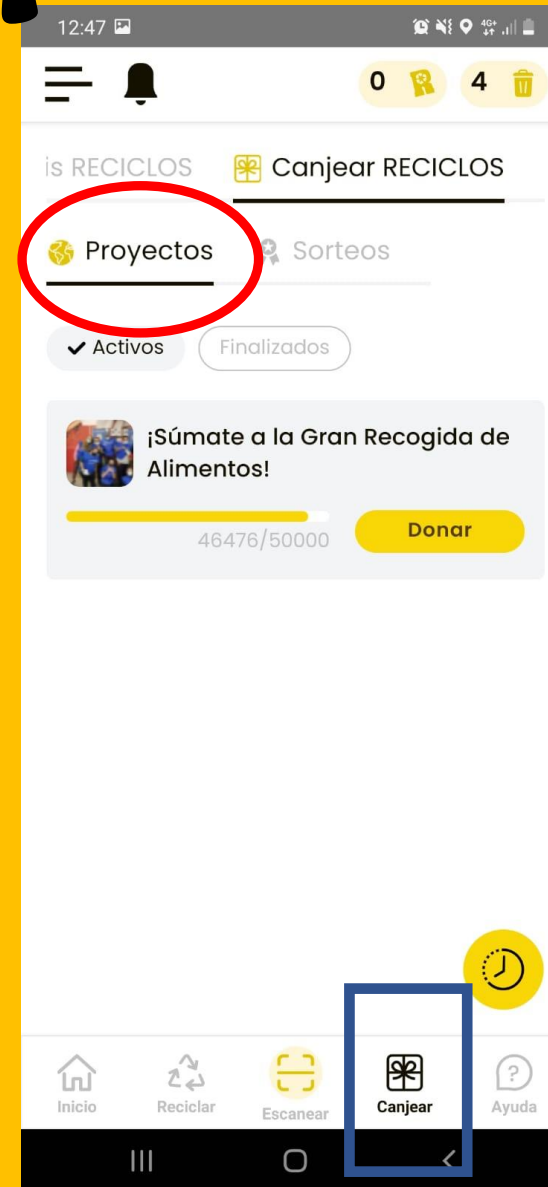 12:47
4G+
0 4
is RECICLOS Canjear RECICLOS
Proyectos Sorteos
Activos Finalizados
¡Súmate a la Gran Recogida de
Alimentos!
46476/50000 Donar
Inicio Reciclar Escanear Canjear Ayuda